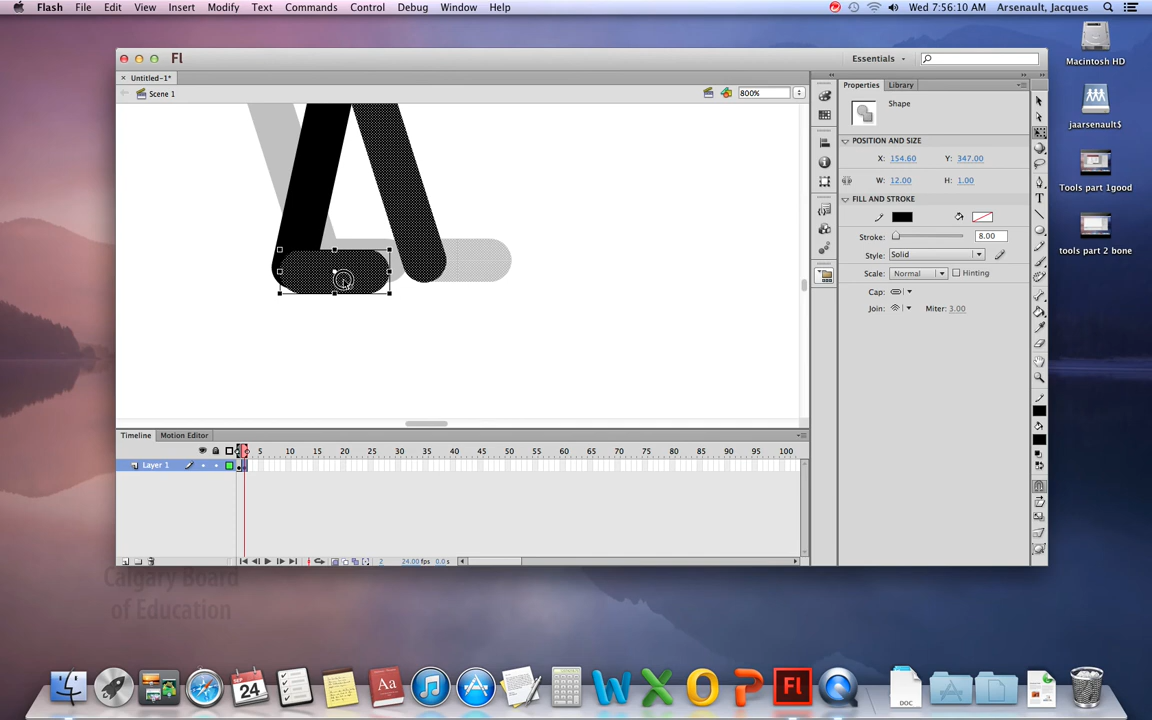 Flash File Edit View Insert Modify Text Commands Control Debug Window Help Wed 7:56:10 AM Arsenault, Jacques
Fl Essentials
Untitled-1*
Scene 1 800%
Properties Library
Shape
POSITION AND SIZE
X: 154.60 Y: 347.00
W: 12.00 H: 1.00
FILL AND STROKE
Stroke: 8.00
Style: Solid
Scale: Normal Hinting
Cap:
Join: Miter: 3.00
Macintosh HD
jaarsenault$
Tools part 1good
tools part 2 bone
Timeline Motion Editor
5 10 15 20 25 30 35 40 45 50 55 60 65 70 75 80 85 90 95 100
Layer 1
2 24.00 fps 0.0 s
Calgary Board
of Education
SEP
24
Aa
W X O P Fl
DOC